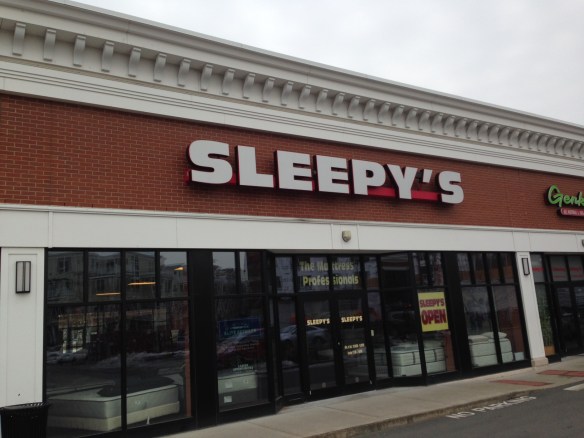 SLEEPY'S
The Mattress
Professionals
SLEEPY'S
SLEEPY'S
SLEEPY'S
OPEN
NO PARKING